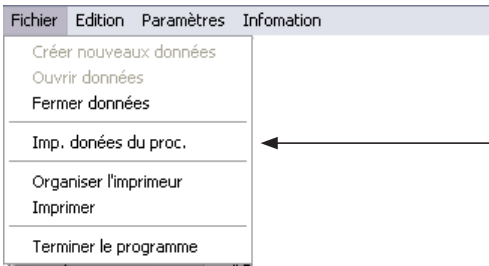 Fichier Edition Paramètres Infomation
Créer nouveaux données
Ouvrir données
Fermer données
Imp. donées du proc.
Organiser l'imprimeur
Imprimer
Terminer le programme